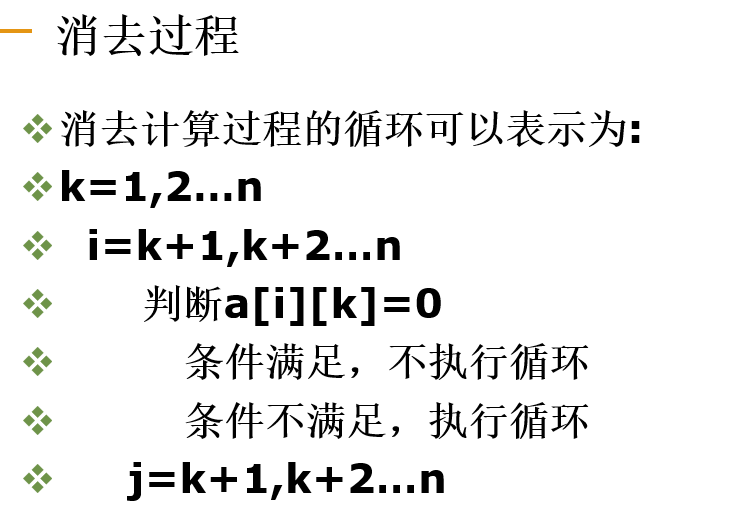 消去过程
消去计算过程的循环可以表示为:
k=1,2…n
i=k+1,k+2…n
判断a[i][k]=0
条件满足，不执行循环
条件不满足，执行循环
j=k+1,k+2…n